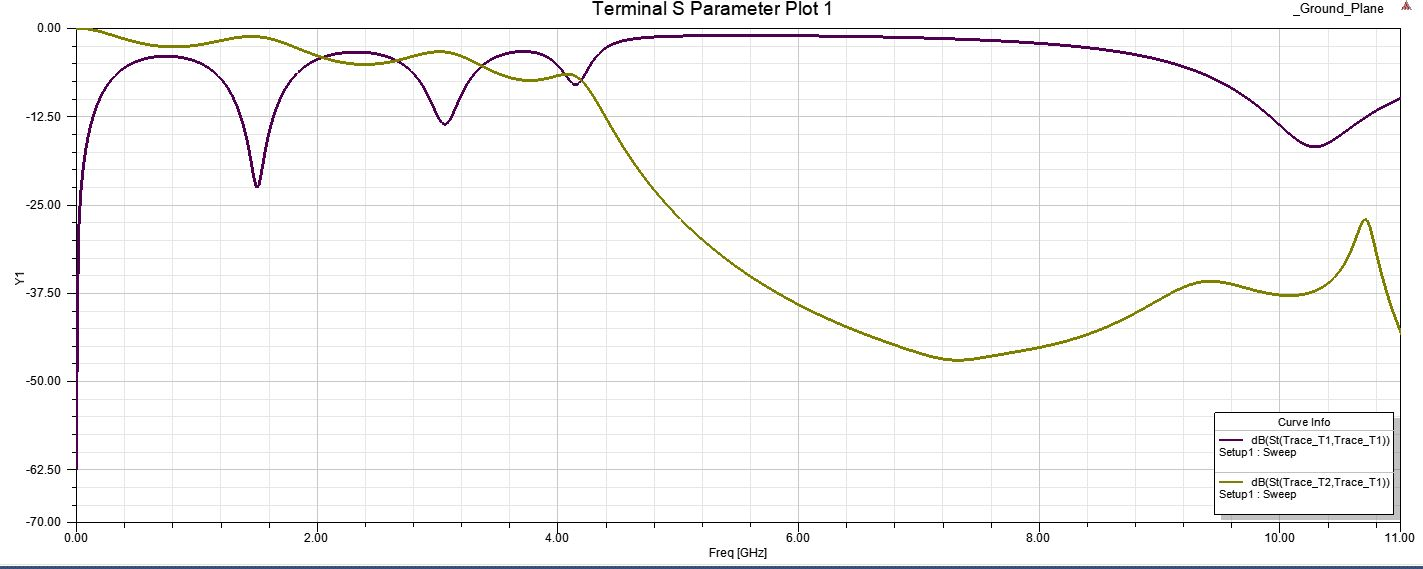 Terminal S Parameter Plot 1
_Ground_Plane
0.00
-12.50
-25.00
-37.50
-50.00
-62.50
-70.00
Y1
0.00
2.00
4.00
6.00
8.00
10.00
11.00
Freq [GHz]
Curve Info
dB(St(Trace_T1,Trace_T1))
Setup1 : Sweep
dB(St(Trace_T2,Trace_T1))
Setup1 : Sweep